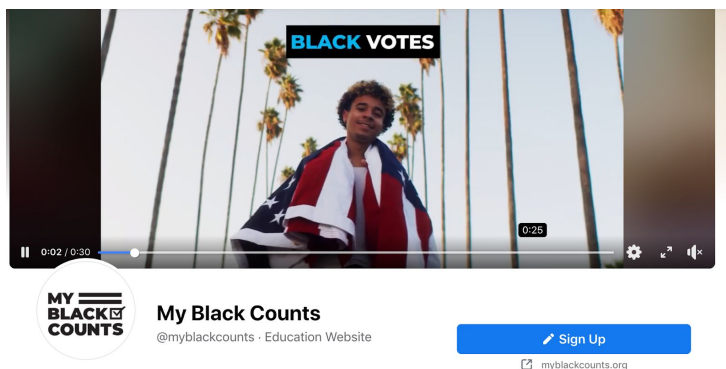 BLACK VOTES
0:25
0:02 / 0:30
MY
BLACK
COUNTS
My Black Counts
@myblackcounts · Education Website
Sign Up
myblackcounts.org